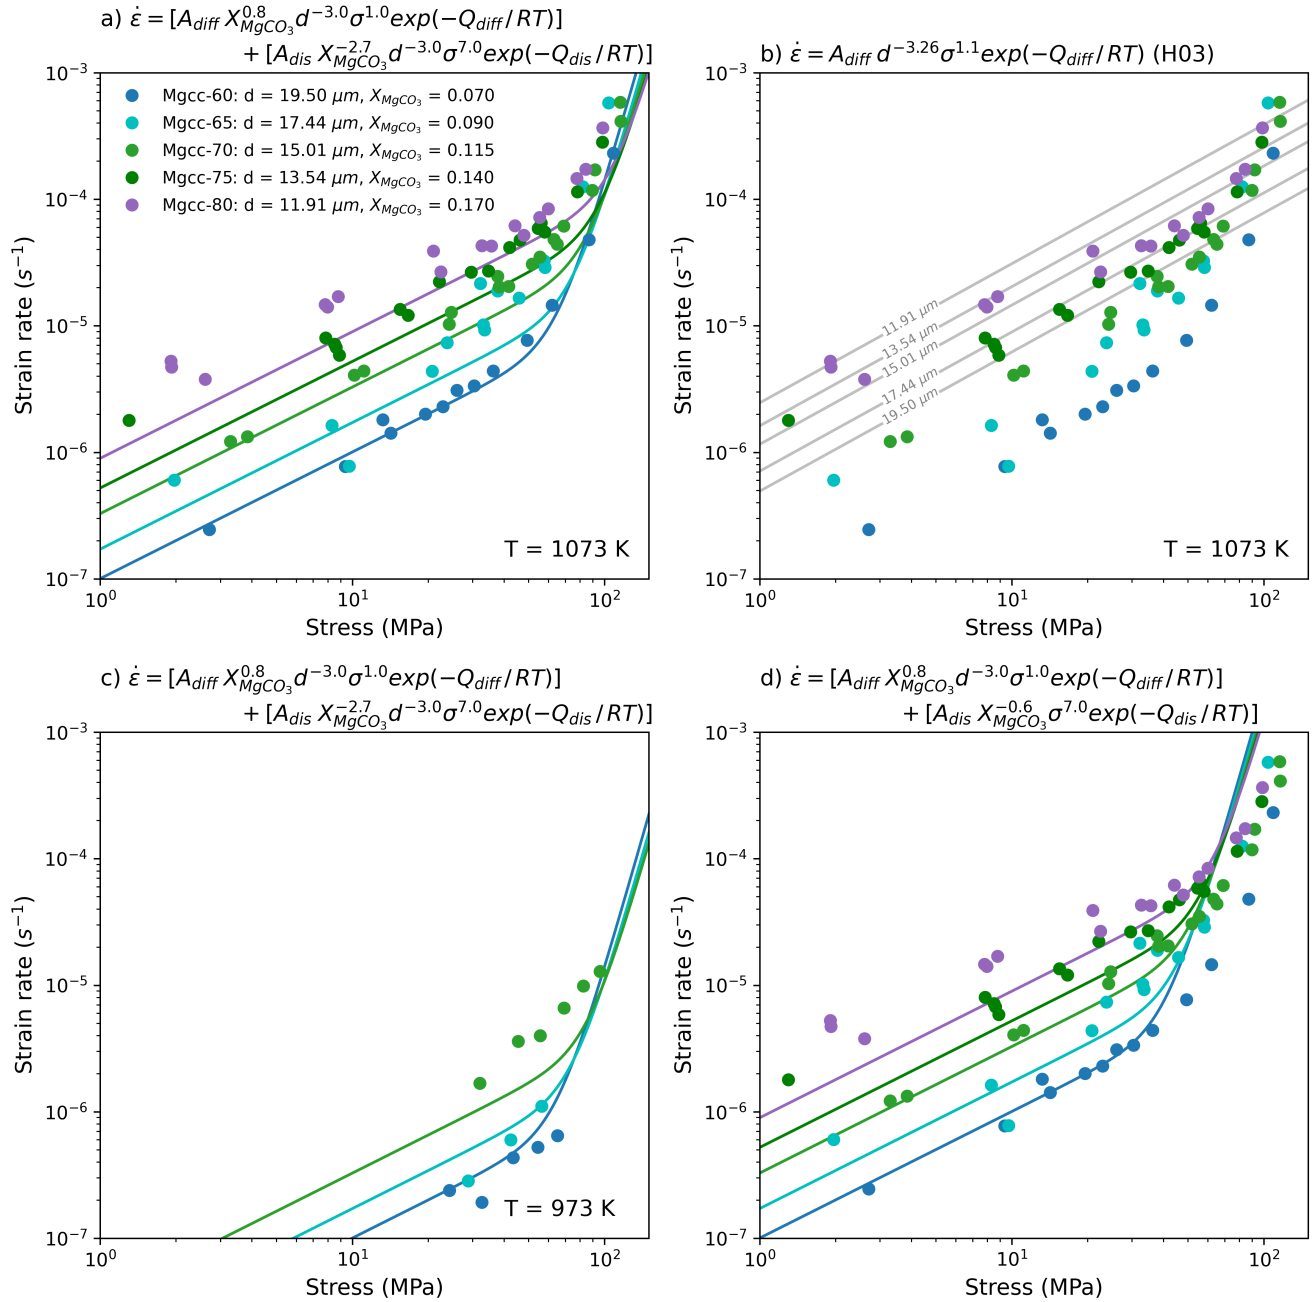 a) ε̇ = [A_diff X_MgCO₃^0.8 d^−3.0 σ^1.0 exp(−Q_diff/RT)]
+ [A_dis X_MgCO₃^−2.7 d^−3.0 σ^7.0 exp(−Q_dis/RT)]
10^−3
10^−4
10^−5
10^−6
10^−7
Strain rate (s^−1)
Mgcc-60: d = 19.50 μm, X_MgCO₃ = 0.070
Mgcc-65: d = 17.44 μm, X_MgCO₃ = 0.090
Mgcc-70: d = 15.01 μm, X_MgCO₃ = 0.115
Mgcc-75: d = 13.54 μm, X_MgCO₃ = 0.140
Mgcc-80: d = 11.91 μm, X_MgCO₃ = 0.170
T = 1073 K
10^0 10^1 10^2
Stress (MPa)
b) ε̇ = A_diff d^−3.26 σ^1.1 exp(−Q_diff/RT) (H03)
10^−3
10^−4
10^−5
10^−6
10^−7
Strain rate (s^−1)
11.91 μm
13.54 μm
15.01 μm
17.44 μm
19.50 μm
T = 1073 K
10^0 10^1 10^2
Stress (MPa)
c) ε̇ = [A_diff X_MgCO₃^0.8 d^−3.0 σ^1.0 exp(−Q_diff/RT)]
+ [A_dis X_MgCO₃^−2.7 d^−3.0 σ^7.0 exp(−Q_dis/RT)]
10^−3
10^−4
10^−5
10^−6
10^−7
Strain rate (s^−1)
T = 973 K
10^0 10^1 10^2
Stress (MPa)
d) ε̇ = [A_diff X_MgCO₃^0.8 d^−3.0 σ^1.0 exp(−Q_diff/RT)]
+ [A_dis X_MgCO₃^−0.6 σ^7.0 exp(−Q_dis/RT)]
10^−3
10^−4
10^−5
10^−6
10^−7
Strain rate (s^−1)
10^0 10^1 10^2
Stress (MPa)